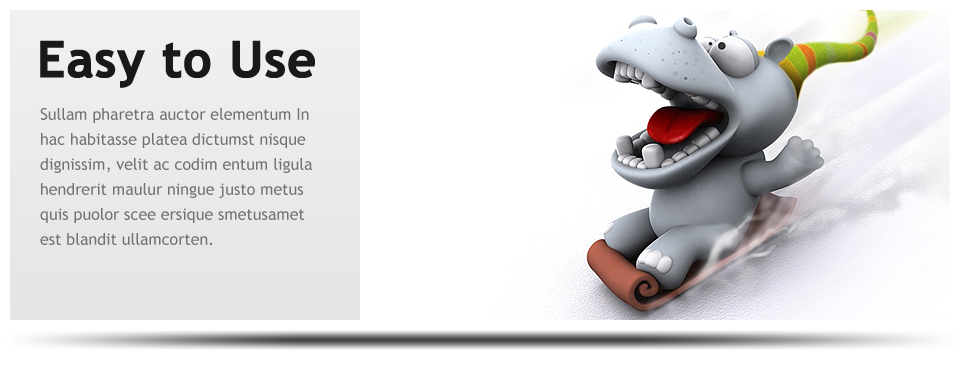 Easy to Use
Sullam pharetra auctor elementum In
hac habitasse platea dictumst nisque
dignissim, velit ac codim entum ligula
hendrerit maulur ningue justo metus
quis puolor scee ersique smetusamet
est blandit ullamcorten.